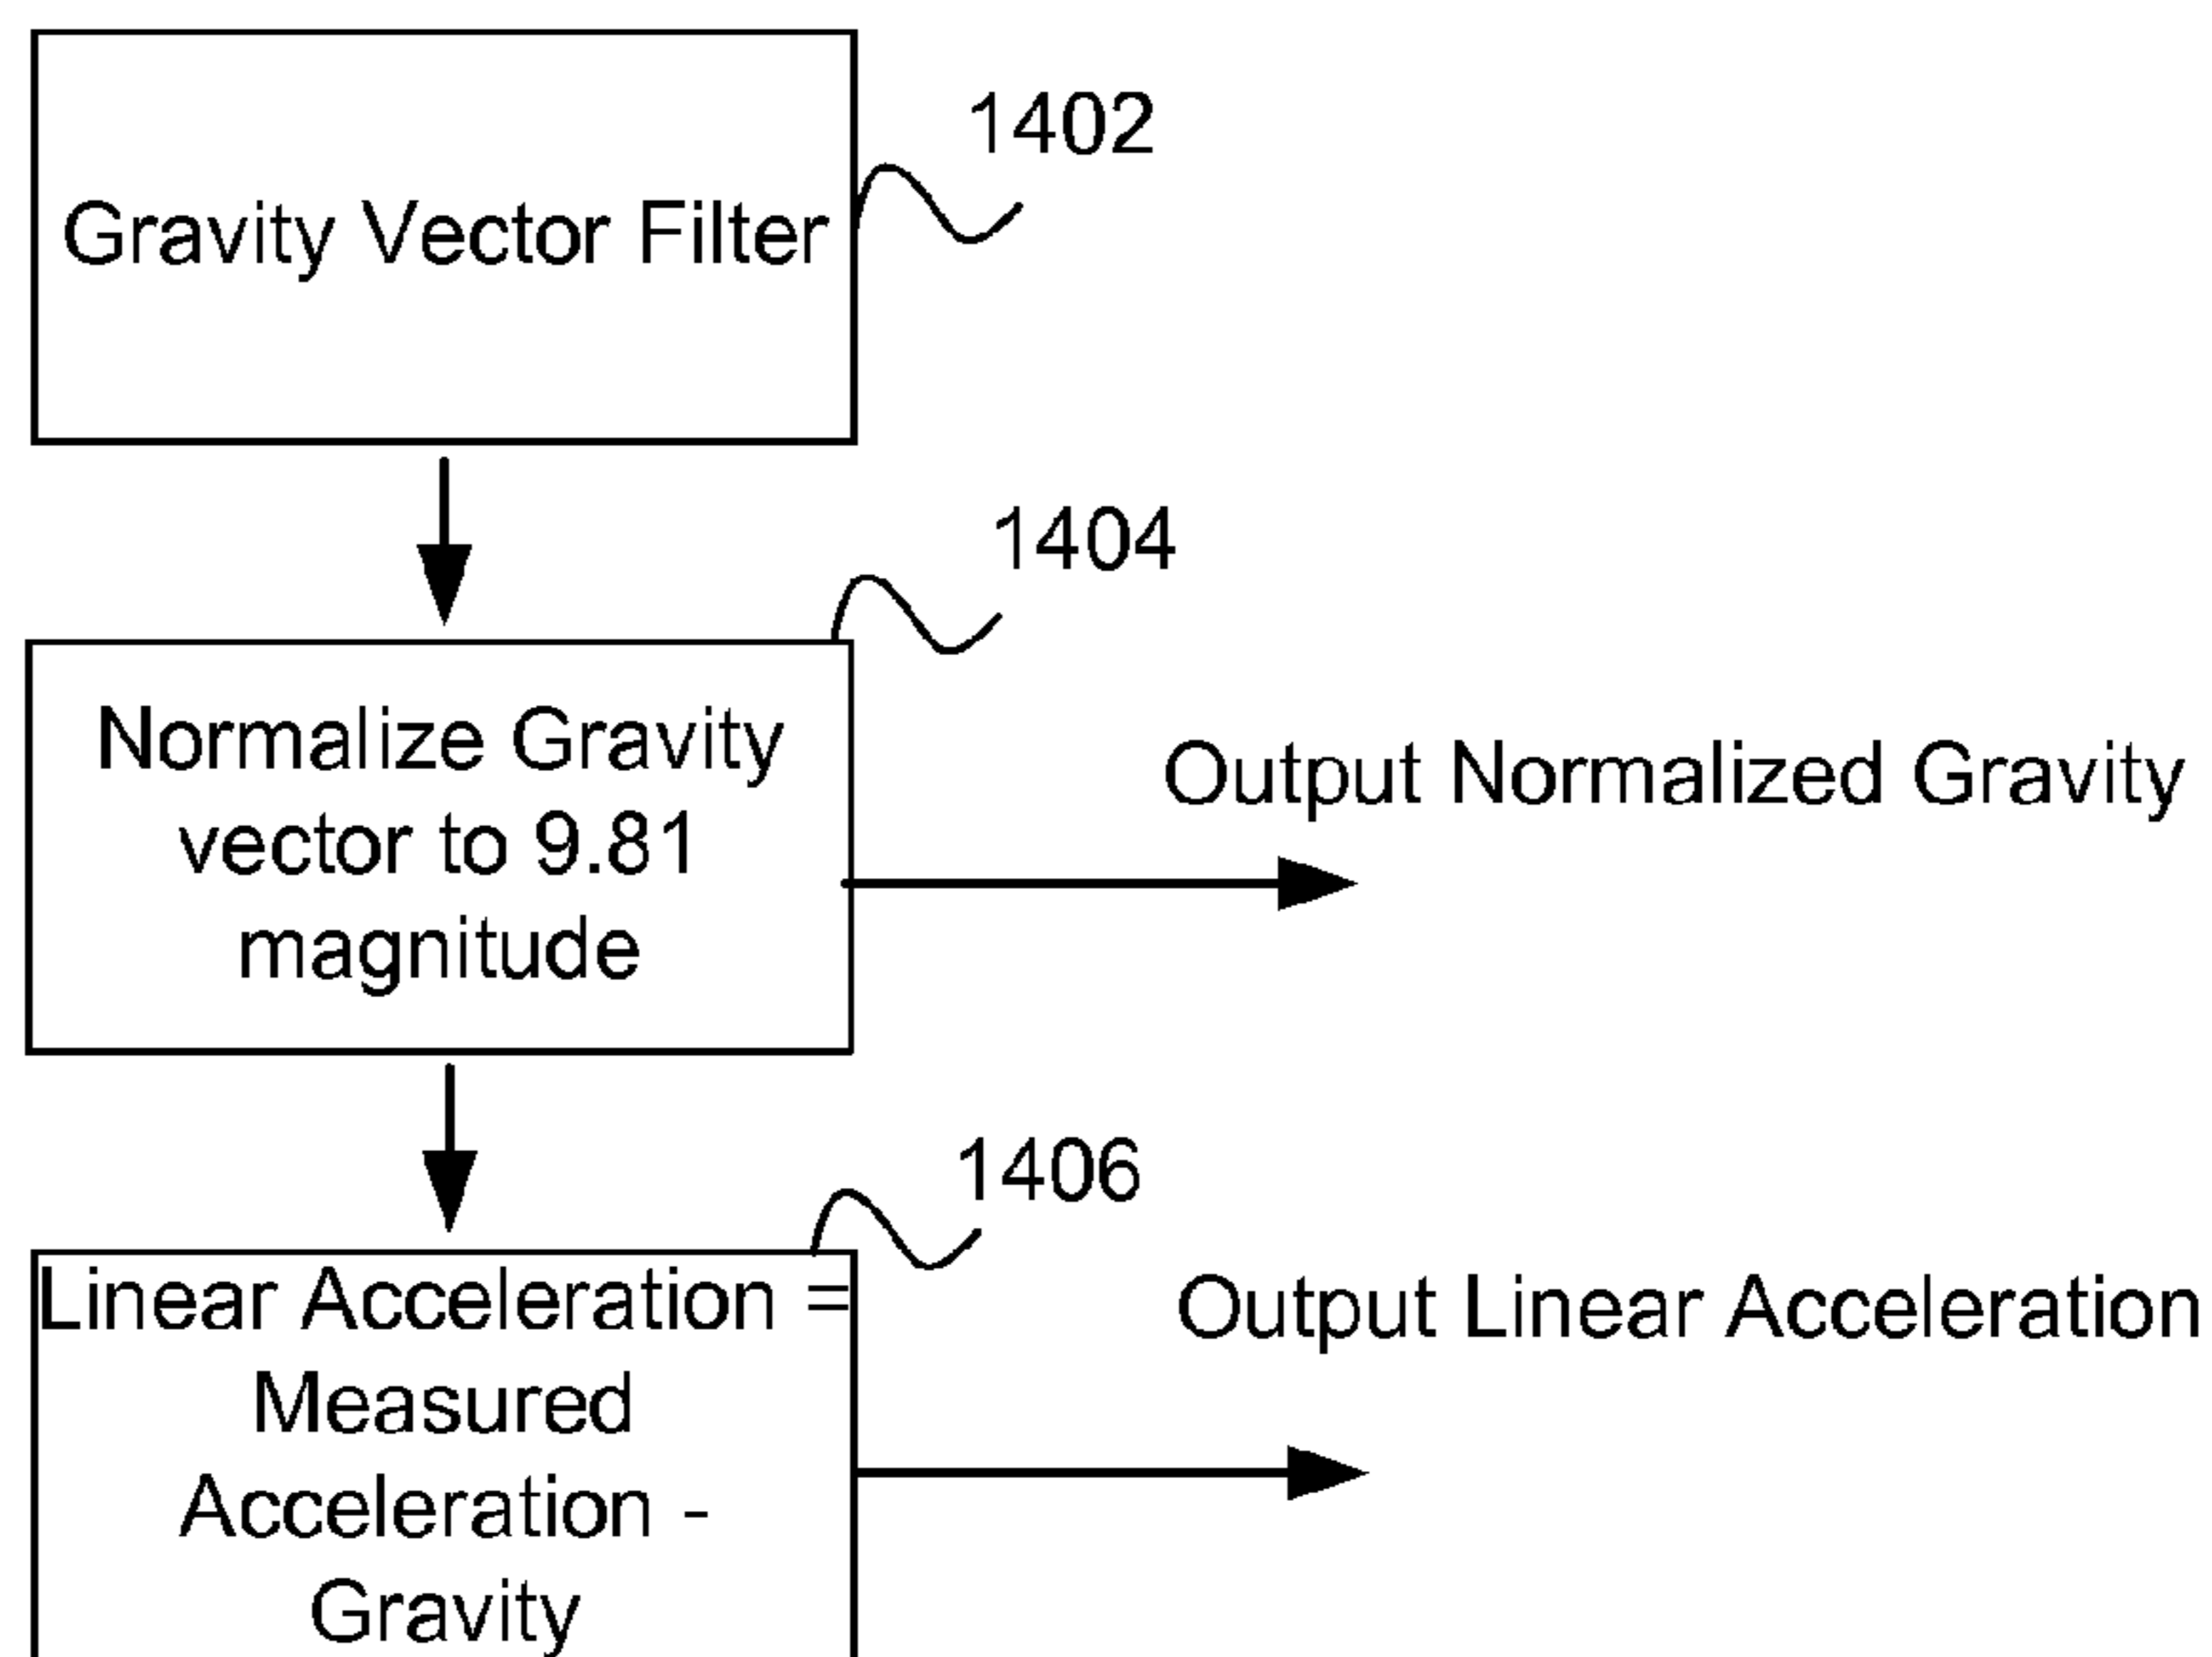 1402
Gravity Vector Filter
1404
Normalize Gravity
vector to 9.81
magnitude
Output Normalized Gravity
1406
Linear Acceleration =
Measured
Acceleration -
Gravity
Output Linear Acceleration